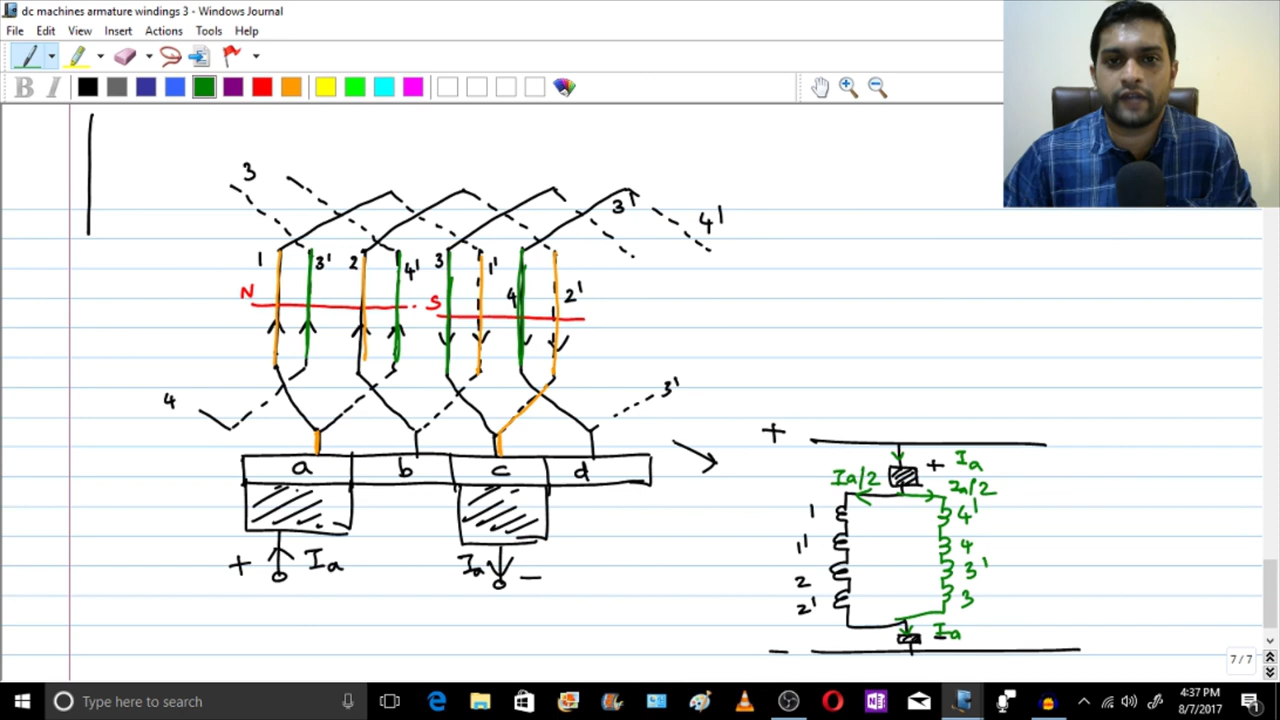 dc machines armature windings 3 - Windows Journal
File Edit View Insert Actions Tools Help
B I
3
3' 4'
1 3' 2 4' 3 1' 4 2'
N S
4 3'
a b c d
+ Ia Ia -
+
+ Ia
Ia/2 Ia/2
1 4'
1' 4
2 3'
2' 3
Ia
-
7 / 7
Type here to search
4:37 PM
8/7/2017
1